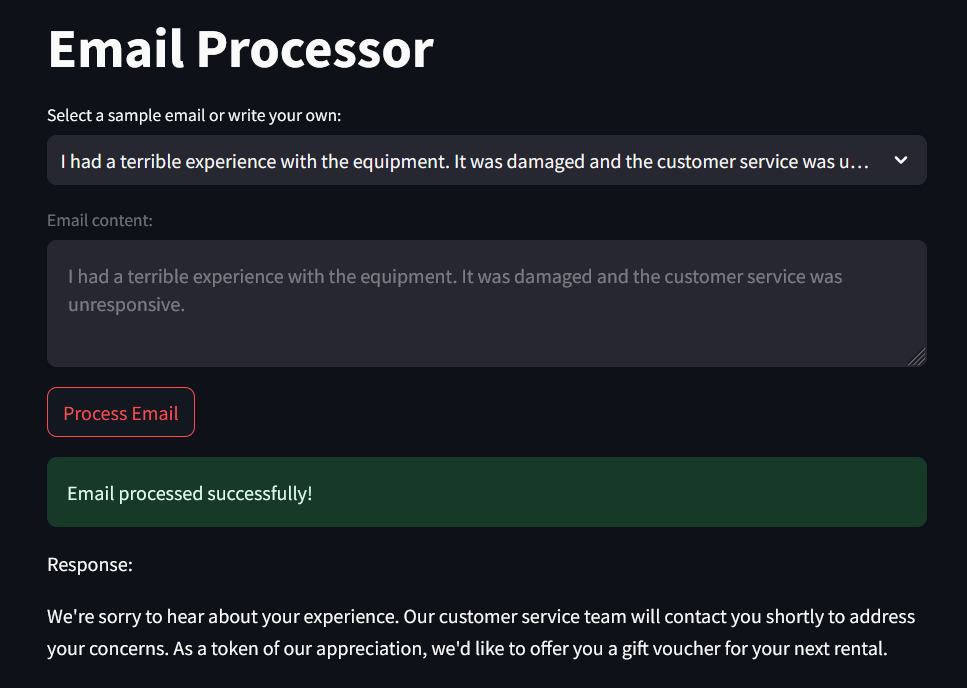 Email Processor
Select a sample email or write your own:
I had a terrible experience with the equipment. It was damaged and the customer service was u…
Email content:
I had a terrible experience with the equipment. It was damaged and the customer service was
unresponsive.
Process Email
Email processed successfully!
Response:
We're sorry to hear about your experience. Our customer service team will contact you shortly to address
your concerns. As a token of our appreciation, we'd like to offer you a gift voucher for your next rental.